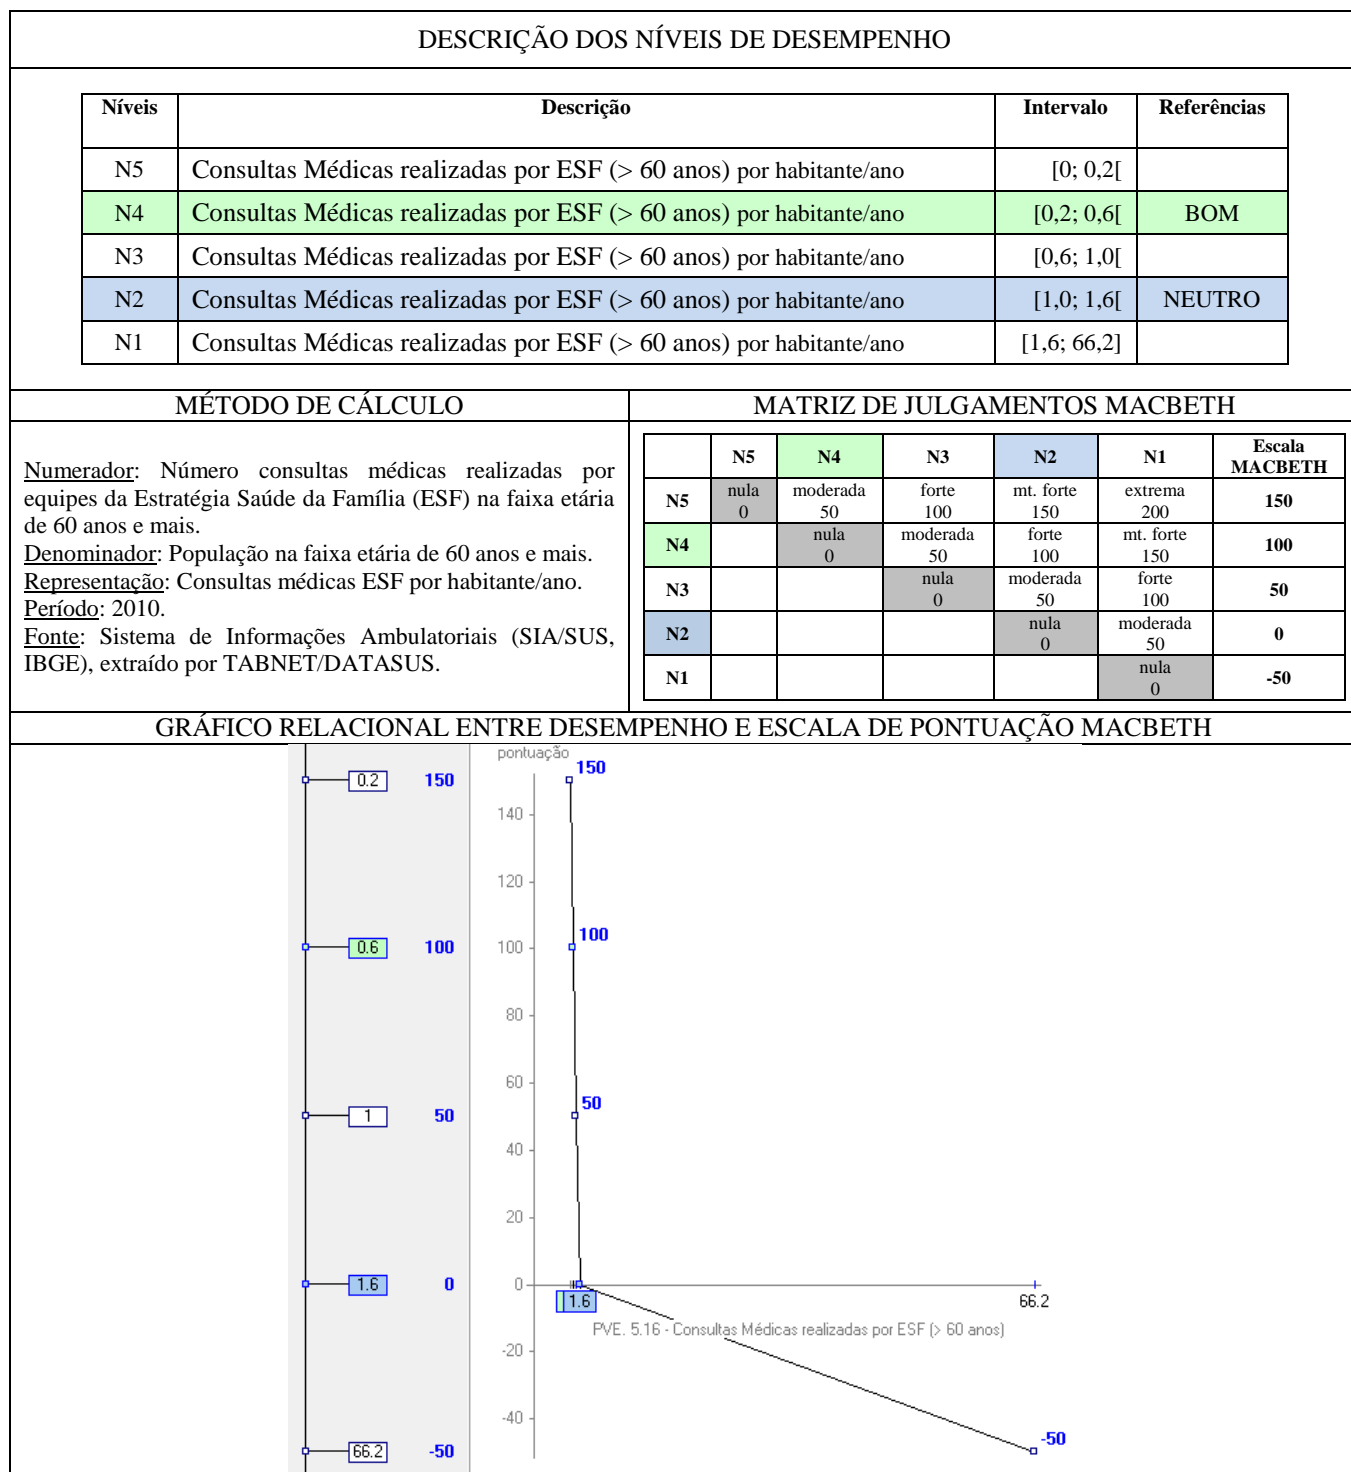 DESCRIÇÃO DOS NÍVEIS DE DESEMPENHO
Níveis Descrição Intervalo Referências
N5 Consultas Médicas realizadas por ESF (> 60 anos) por habitante/ano [0; 0,2[
N4 Consultas Médicas realizadas por ESF (> 60 anos) por habitante/ano [0,2; 0,6[ BOM
N3 Consultas Médicas realizadas por ESF (> 60 anos) por habitante/ano [0,6; 1,0[
N2 Consultas Médicas realizadas por ESF (> 60 anos) por habitante/ano [1,0; 1,6[ NEUTRO
N1 Consultas Médicas realizadas por ESF (> 60 anos) por habitante/ano [1,6; 66,2]
MÉTODO DE CÁLCULO
Numerador: Número consultas médicas realizadas por
equipes da Estratégia Saúde da Família (ESF) na faixa etária
de 60 anos e mais.
Denominador: População na faixa etária de 60 anos e mais.
Representação: Consultas médicas ESF por habitante/ano.
Período: 2010.
Fonte: Sistema de Informações Ambulatoriais (SIA/SUS,
IBGE), extraído por TABNET/DATASUS.
MATRIZ DE JULGAMENTOS MACBETH
N5 N4 N3 N2 N1 Escala
MACBETH
N5 nula moderada forte mt. forte extrema 150
0 50 100 150 200
N4 nula moderada forte mt. forte 100
0 50 100 150
N3 nula moderada forte 50
0 50 100
N2 nula moderada 0
0 50
N1 nula -50
0
GRÁFICO RELACIONAL ENTRE DESEMPENHO E ESCALA DE PONTUAÇÃO MACBETH
0.2 150
0.6 100
1 50
1.6 0
66.2 -50
pontuação
150
140
120
100
100
80
60
50
40
20
0
1.6 66.2
PVE. 5.16 - Consultas Médicas realizadas por ESF (> 60 anos)
-20
-40
-50